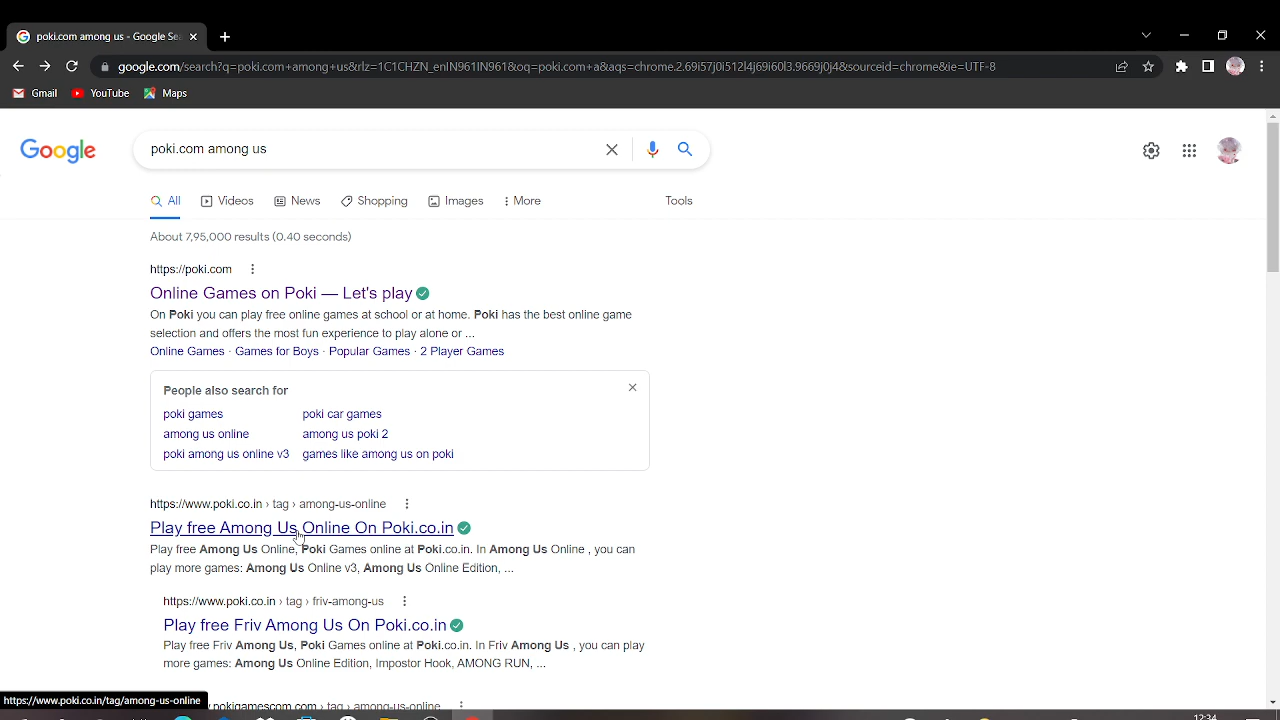 poki.com among us - Google Se
google.com/search?q=poki.com+among+us&rlz=1C1CHZN_enIN961IN961&oq=poki.com+a&aqs=chrome.2.69i57j0i512l4j69i60l3.9669j0j4&sourceid=chrome&ie=UTF-8
Gmail YouTube Maps
Google poki.com among us
All Videos News Shopping Images More Tools
About 7,95,000 results (0.40 seconds)
https://poki.com
Online Games on Poki — Let's play
On Poki you can play free online games at school or at home. Poki has the best online game
selection and offers the most fun experience to play alone or ...
Online Games · Games for Boys · Popular Games · 2 Player Games
People also search for
poki games poki car games
among us online among us poki 2
poki among us online v3 games like among us on poki
https://www.poki.co.in › tag › among-us-online
Play free Among Us Online On Poki.co.in
Play free Among Us Online, Poki Games online at Poki.co.in. In Among Us Online , you can
play more games: Among Us Online v3, Among Us Online Edition, ...
https://www.poki.co.in › tag › friv-among-us
Play free Friv Among Us On Poki.co.in
Play free Friv Among Us, Poki Games online at Poki.co.in. In Friv Among Us , you can play
more games: Among Us Online Edition, Impostor Hook, AMONG RUN, ...
https://www.poki.co.in/tag/among-us-online
pokigamescom.com › tag › among-us-online
12:34